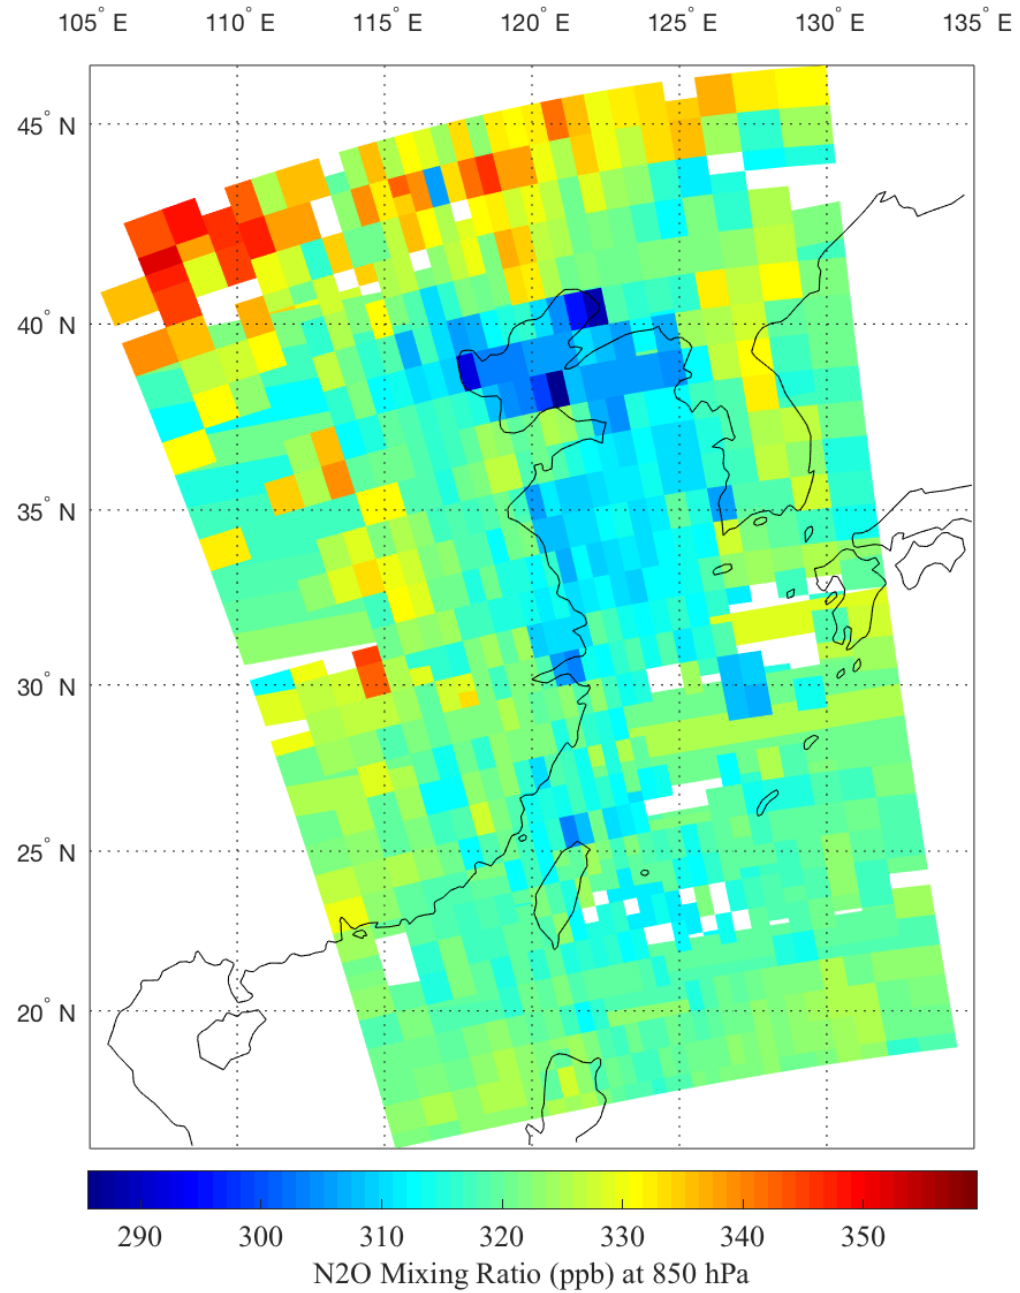 105° E 110° E 115° E 120° E 125° E 130° E 135° E
45° N
40° N
35° N
30° N
25° N
20° N
290 300 310 320 330 340 350
N2O Mixing Ratio (ppb) at 850 hPa